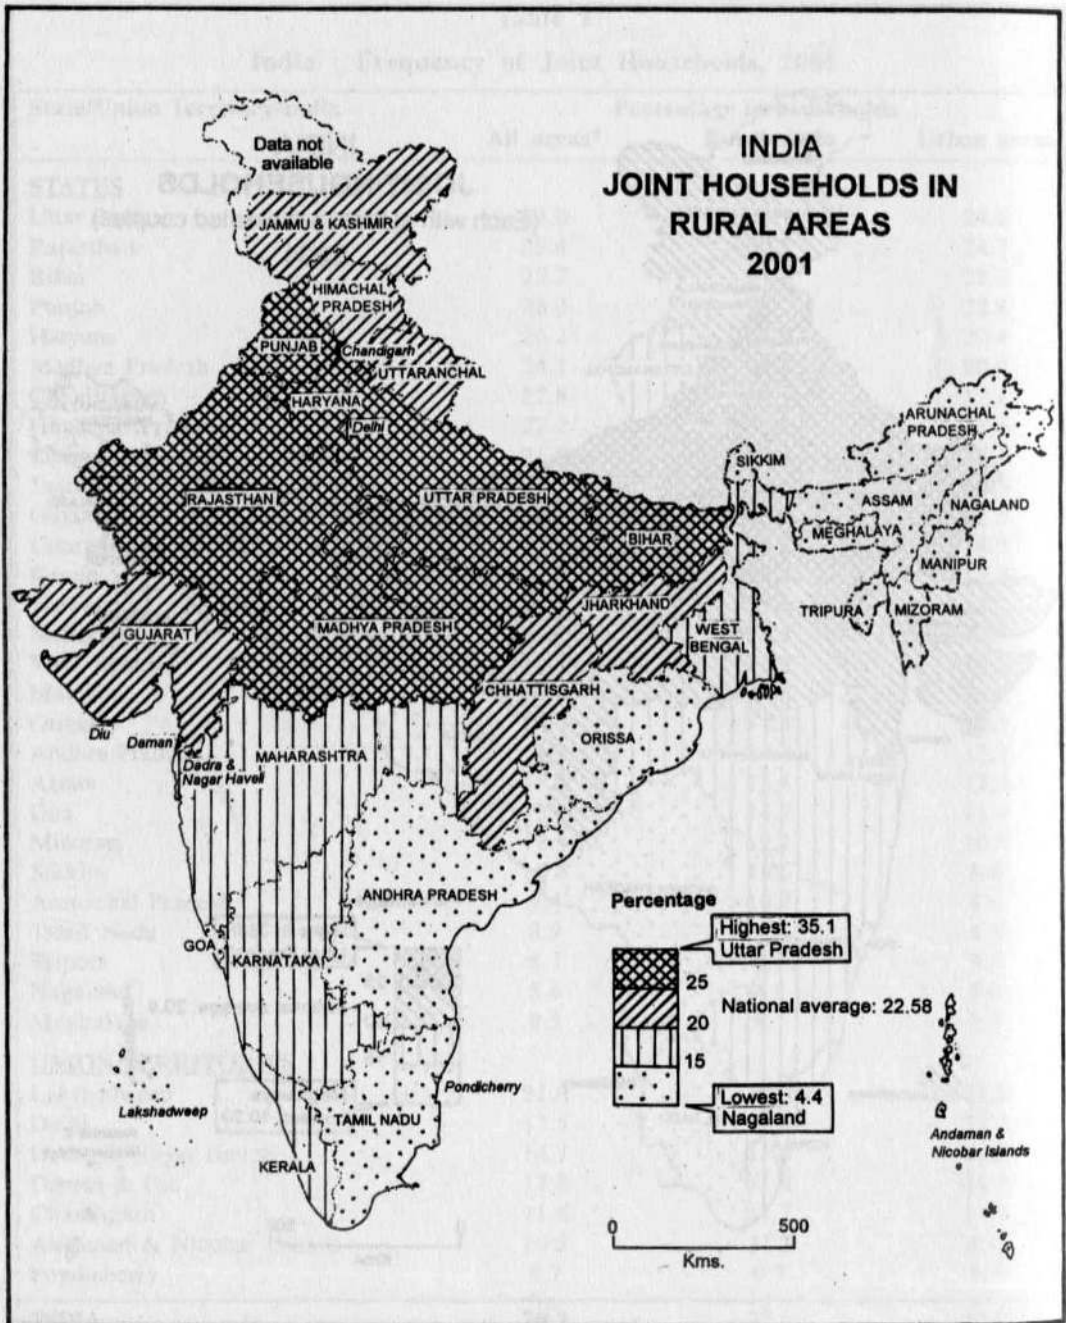 INDIA
JOINT HOUSEHOLDS IN
RURAL AREAS
2001
Data not
available
JAMMU & KASHMIR
HIMACHAL
PRADESH
PUNJAB
Chandigarh
UTTARANCHAL
HARYANA
Delhi
ARUNACHAL
PRADESH
SIKKIM
RAJASTHAN
UTTAR PRADESH
ASSAM
NAGALAND
BIHAR
MEGHALAYA
MANIPUR
JHARKHAND
TRIPURA
MIZORAM
GUJARAT
MADHYA PRADESH
WEST
BENGAL
CHHATTISGARH
Diu
Daman
ORISSA
MAHARASHTRA
Dadra &
Nagar Haveli
ANDHRA PRADESH
GOA
KARNATAKA
Percentage
Highest: 35.1
Uttar Pradesh
25
National average: 22.58
20
15
Lowest: 4.4
Nagaland
Pondicherry
Lakshadweep
TAMIL NADU
KERALA
Andaman &
Nicobar Islands
0 500
Kms.